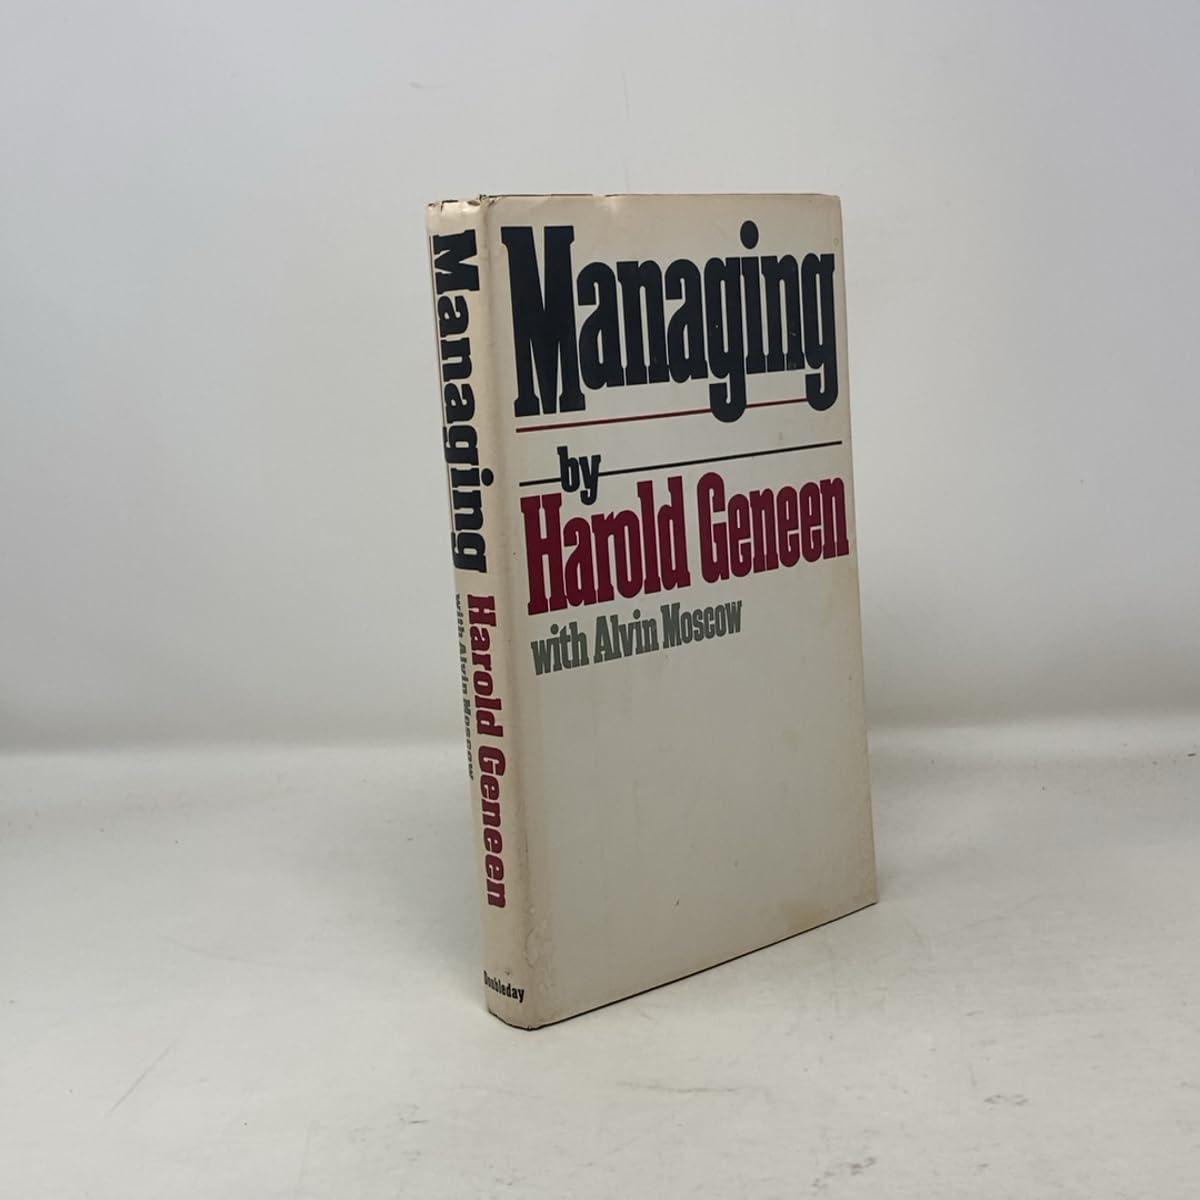 Managing
by
Harold Geneen
with Alvin Moscow
Managing
Harold Geneen
with Alvin Moscow
Doubleday